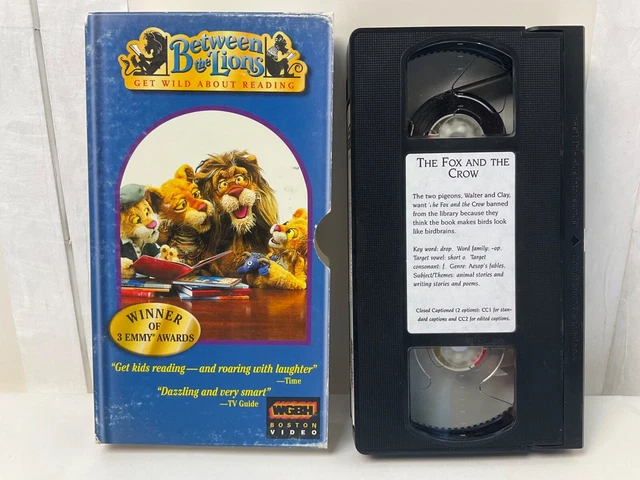 Between
the Lions
GET WILD ABOUT READING
WINNER
OF
3 EMMY® AWARDS
"Get kids reading—and roaring with laughter"
—Time
"Dazzling and very smart"
—TV Guide
WGBH
BOSTON
VIDEO
THE FOX AND THE
CROW
The two pigeons, Walter and Clay,
want The Fox and the Crow banned
from the library because they
think the book makes birds look
like birdbrains.
Key word: drop. Word family: -op.
Target vowel: short o. Target
consonant: f. Genre: Aesop's fables,
Subject/Themes: animal stories and
writing stories and poems.
Closed Captioned (2 options): CC1 for stan-
dard captions and CC2 for edited captions.